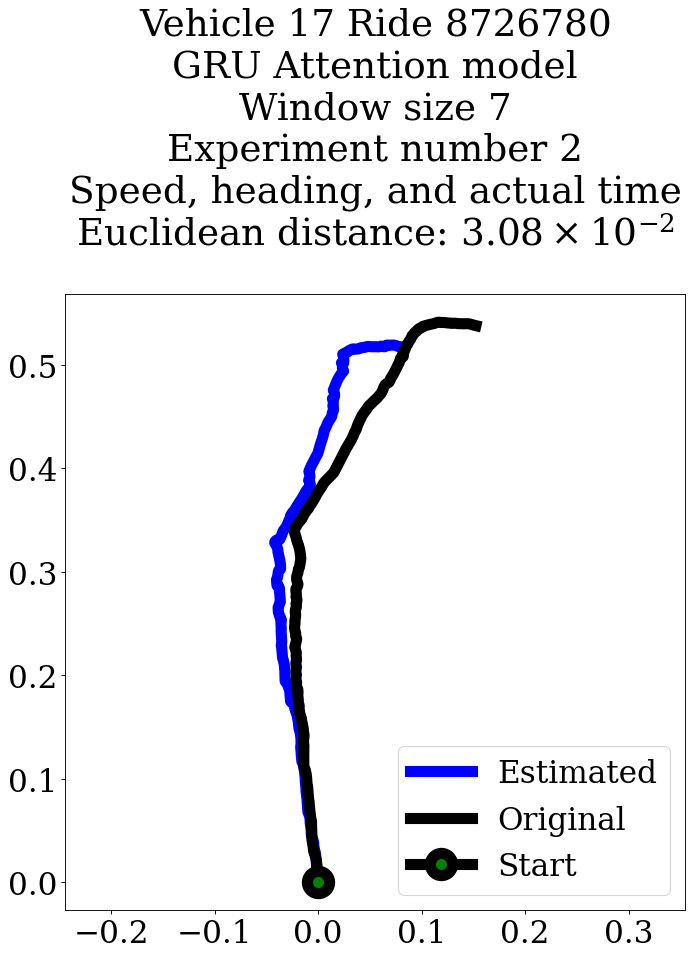 Vehicle 17 Ride 8726780
GRU Attention model
Window size 7
Experiment number 2
Speed, heading, and actual time
Euclidean distance: 3.08 × 10⁻²
0.5
0.4
0.3
0.2
0.1
0.0
Estimated
Original
Start
−0.2 −0.1 0.0 0.1 0.2 0.3